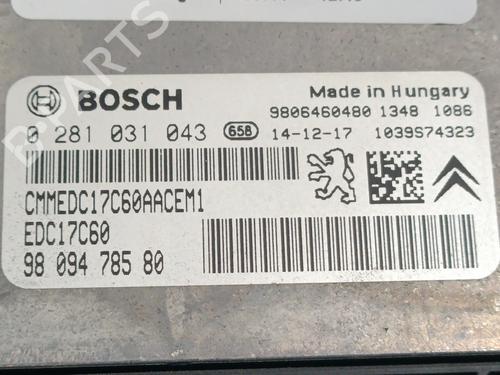 BOSCH
Made in Hungary
9806460480 1348 1086
0 281 031 043 658 14-12-17 1039S74323
CMMEDC17C60AACEM1
EDC17C60
98 094 785 80
B-PARTS